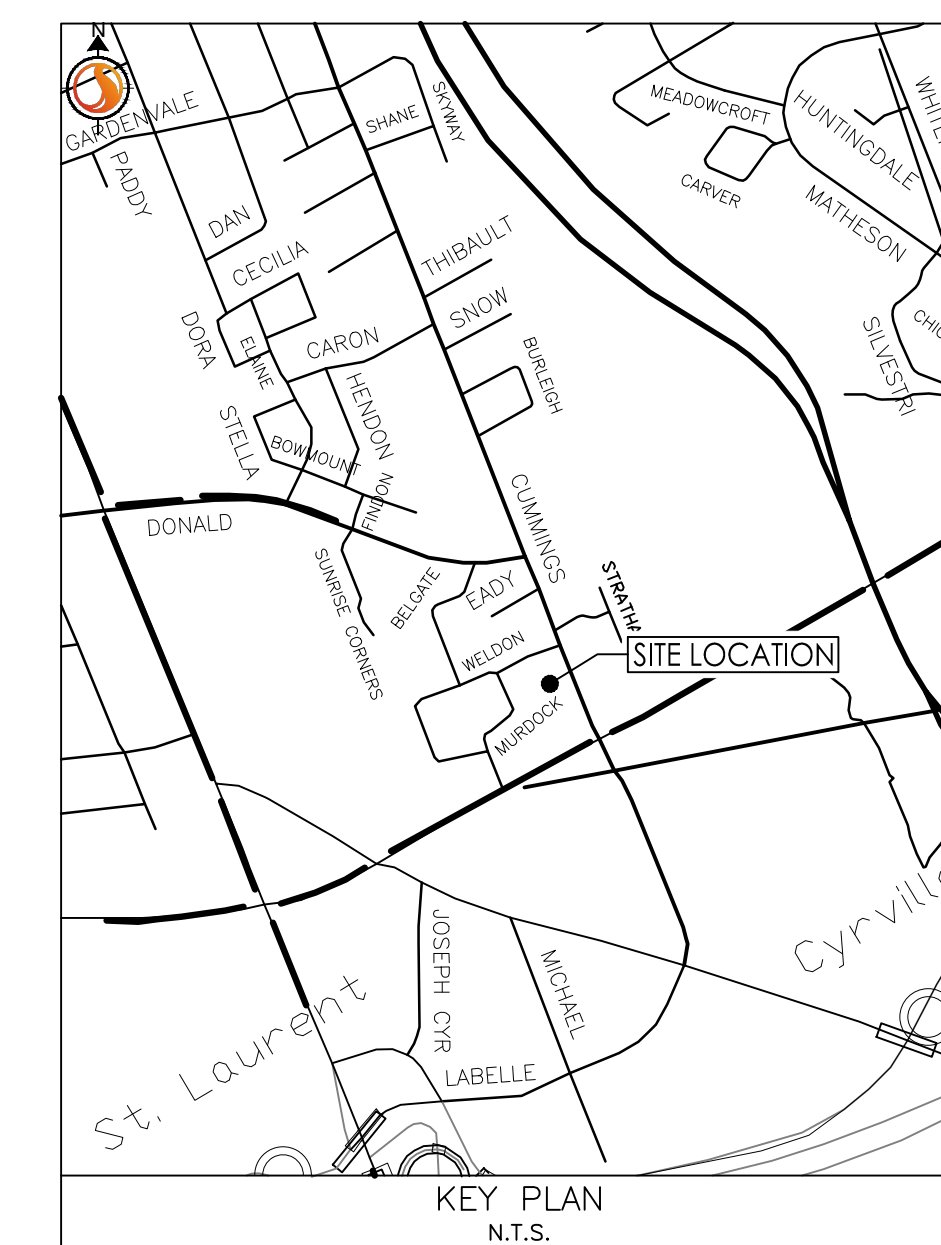 N
GARDENVALE
PADDY
SHANE
SKYWAY
MEADOWCROFT
HUNTINGDALE
CARVER
MATHESON
DAN
CECILIA
THIBAULT
SNOW
DORA
ELAINE
CARON
BURLEIGH
SILVESTRI
HENDON
STELLA
BOWMOUNT
FINDON
DONALD
CUMMINGS
SUNRISE CORNERS
BELGATE
EADY
WELDON
SITE LOCATION
MURDOCK
JOSEPH CYR
MICHAEL
LABELLE
St. Laurent
KEY PLAN
N.T.S.